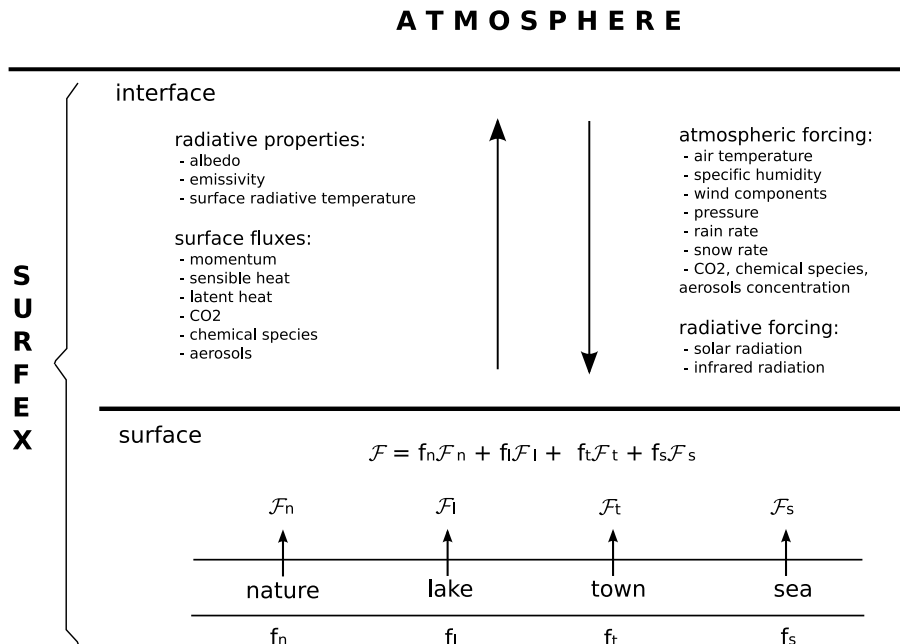 ATMOSPHERE
SURFEX
interface
radiative properties:
- albedo
- emissivity
- surface radiative temperature
surface fluxes:
- momentum
- sensible heat
- latent heat
- CO2
- chemical species
- aerosols
atmospheric forcing:
- air temperature
- specific humidity
- wind components
- pressure
- rain rate
- snow rate
- CO2, chemical species,
aerosols concentration
radiative forcing:
- solar radiation
- infrared radiation
surface
ℱ = fnℱn + flℱl + ftℱt + fsℱs
ℱn ℱl ℱt ℱs
nature lake town sea
fn fl ft fs